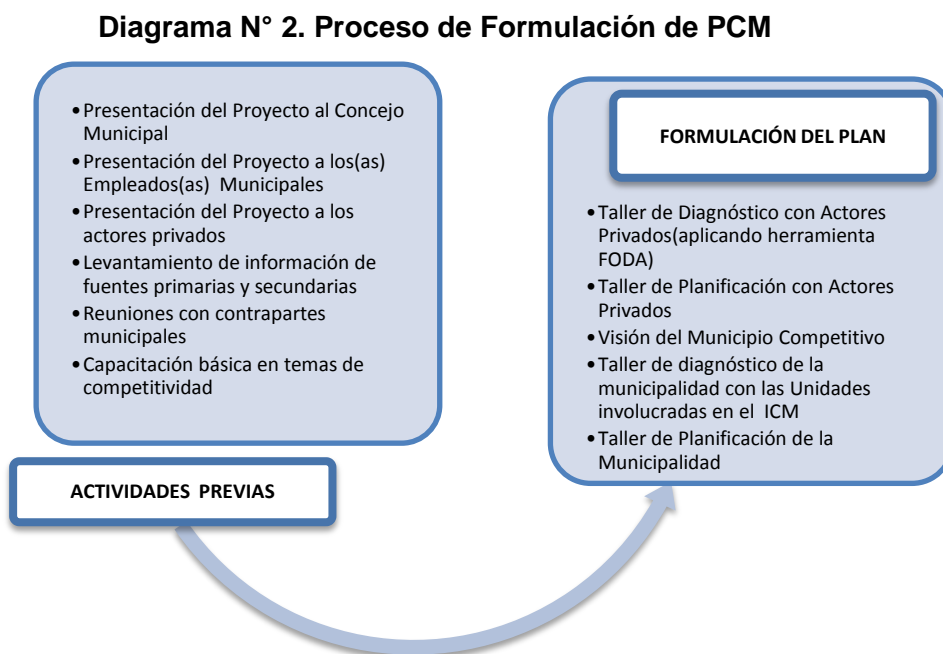 Diagrama N° 2. Proceso de Formulación de PCM
•Presentación del Proyecto al Concejo
Municipal
•Presentación del Proyecto a los(as)
Empleados(as) Municipales
•Presentación del Proyecto a los
actores privados
•Levantamiento de información de
fuentes primarias y secundarias
•Reuniones con contrapartes
municipales
•Capacitación básica en temas de
competitividad
ACTIVIDADES PREVIAS
FORMULACIÓN DEL PLAN
•Taller de Diagnóstico con Actores
Privados(aplicando herramienta
FODA)
•Taller de Planificación con Actores
Privados
•Visión del Municipio Competitivo
•Taller de diagnóstico de la
municipalidad con las Unidades
involucradas en el ICM
•Taller de Planificación de la
Municipalidad